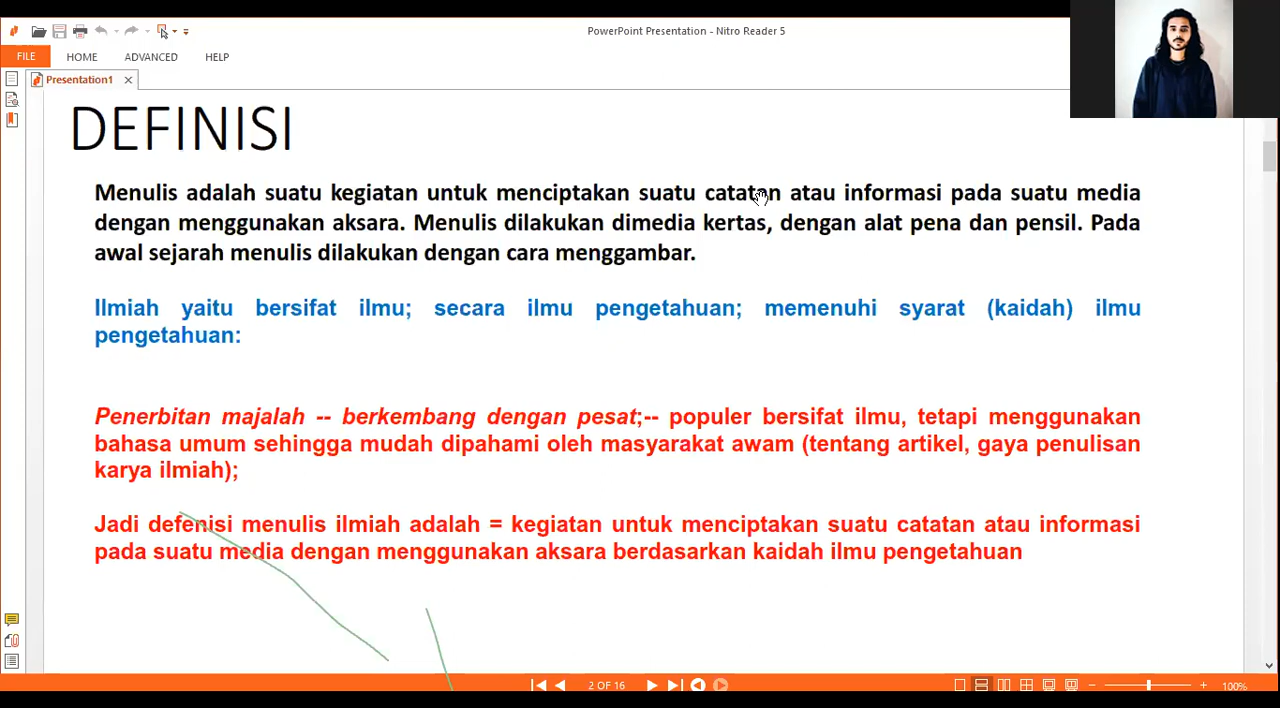 PowerPoint Presentation - Nitro Reader 5
FILE HOME ADVANCED HELP
Presentation1
DEFINISI
Menulis adalah suatu kegiatan untuk menciptakan suatu catatan atau informasi pada suatu media
dengan menggunakan aksara. Menulis dilakukan dimedia kertas, dengan alat pena dan pensil. Pada
awal sejarah menulis dilakukan dengan cara menggambar.
Ilmiah yaitu bersifat ilmu; secara ilmu pengetahuan; memenuhi syarat (kaidah) ilmu
pengetahuan:
Penerbitan majalah -- berkembang dengan pesat;-- populer bersifat ilmu, tetapi menggunakan
bahasa umum sehingga mudah dipahami oleh masyarakat awam (tentang artikel, gaya penulisan
karya ilmiah);
Jadi defenisi menulis ilmiah adalah = kegiatan untuk menciptakan suatu catatan atau informasi
pada suatu media dengan menggunakan aksara berdasarkan kaidah ilmu pengetahuan
2 OF 16
100%